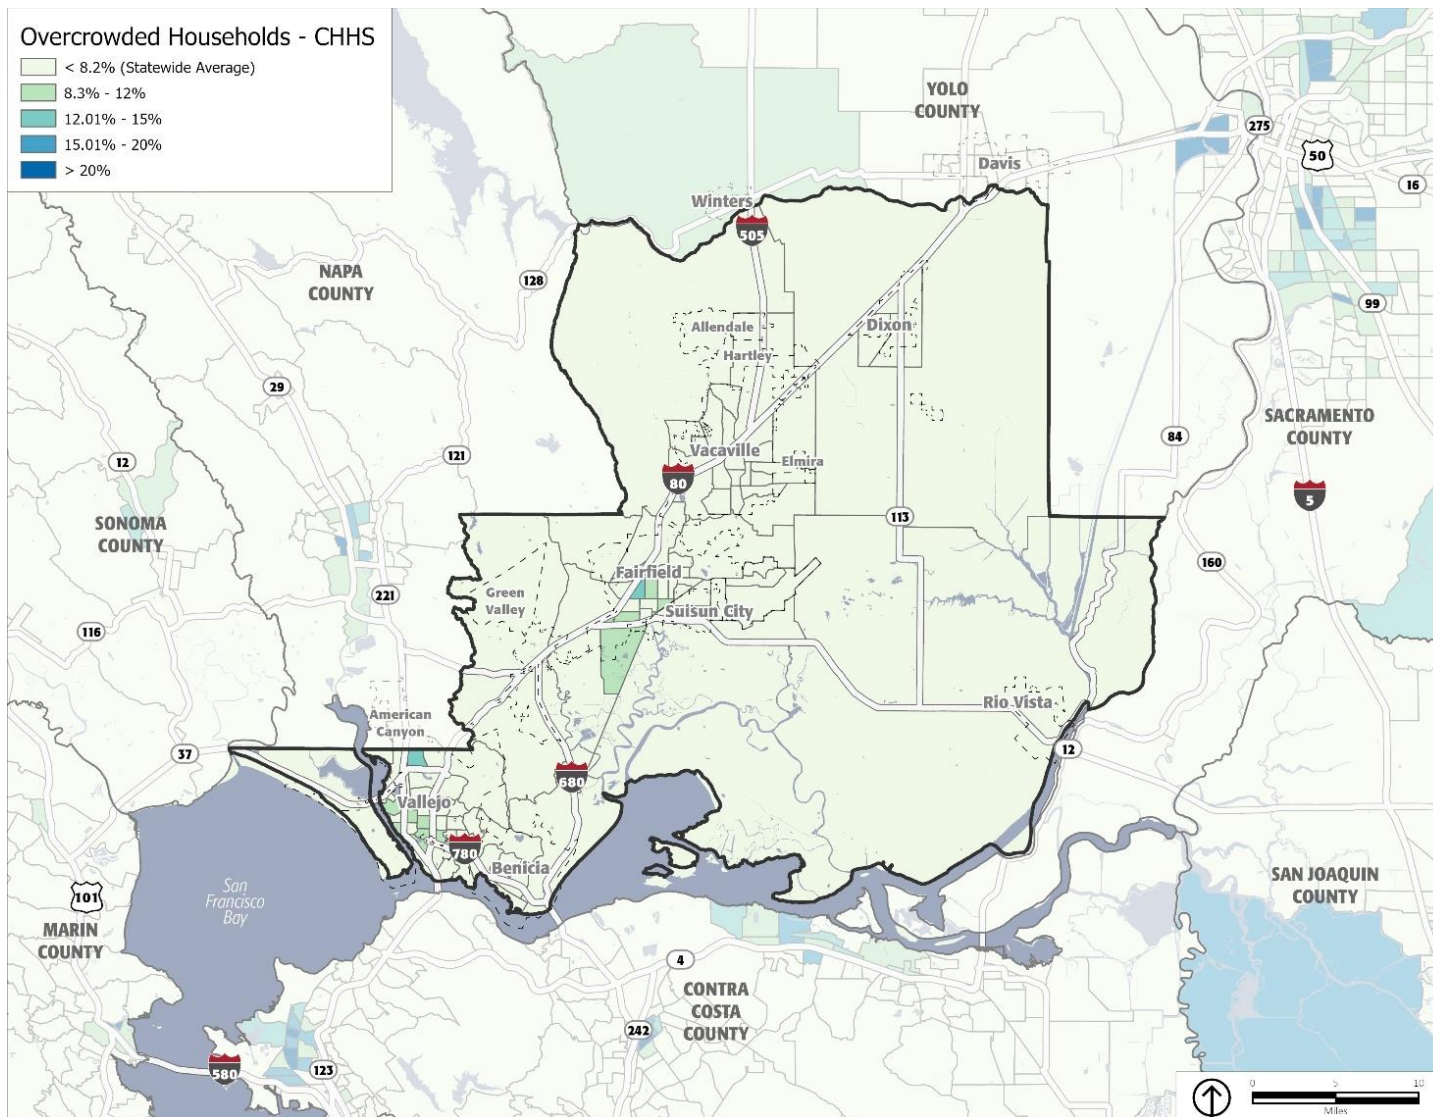 Overcrowded Households - CHHS
< 8.2% (Statewide Average)
8.3% - 12%
12.01% - 15%
15.01% - 20%
> 20%
YOLO
COUNTY
275
50
Davis
16
Winters
505
NAPA
COUNTY
128
99
Allendale
Dixon
Hartley
29
SACRAMENTO
COUNTY
84
12
121
Vacaville
Elmira
80
5
SONOMA
COUNTY
113
160
Fairfield
Green
Valley
221
Suisun City
116
Rio Vista
American
Canyon
37
12
680
Vallejo
780
Benicia
San
Francisco
Bay
101
MARIN
COUNTY
SAN JOAQUIN
COUNTY
4
CONTRA
COSTA
COUNTY
242
580
123
0
5
10
Miles